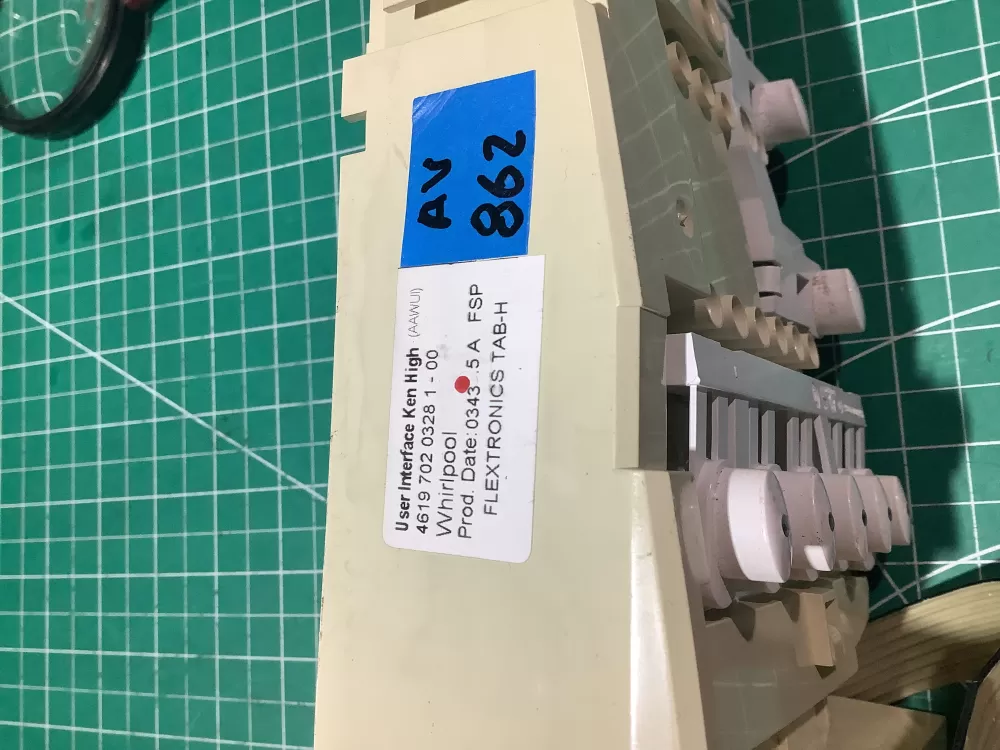 AV
862
User Interface Ken High (AAWUI)
4619 702 0328 1 - 00
Whirlpool
Prod. Date: 0343 .5 A FSP
FLEXTRONICS TAB-H